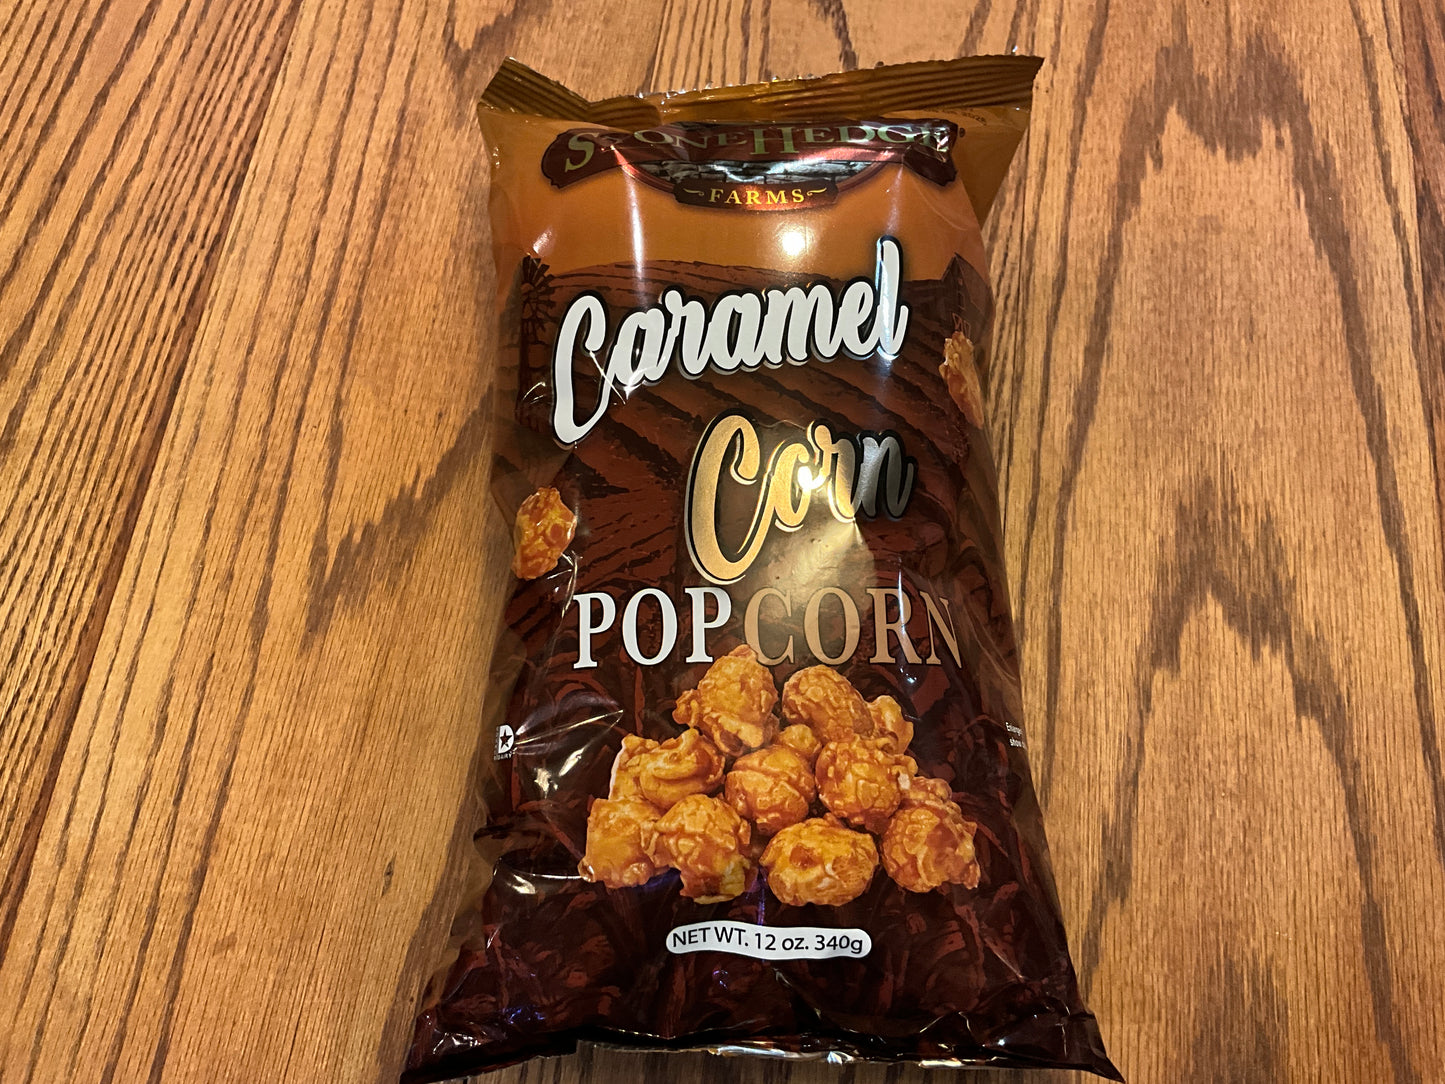 STONEHEDGE
FARMS
Caramel
Corn
POPCORN
NET WT. 12 oz. 340g